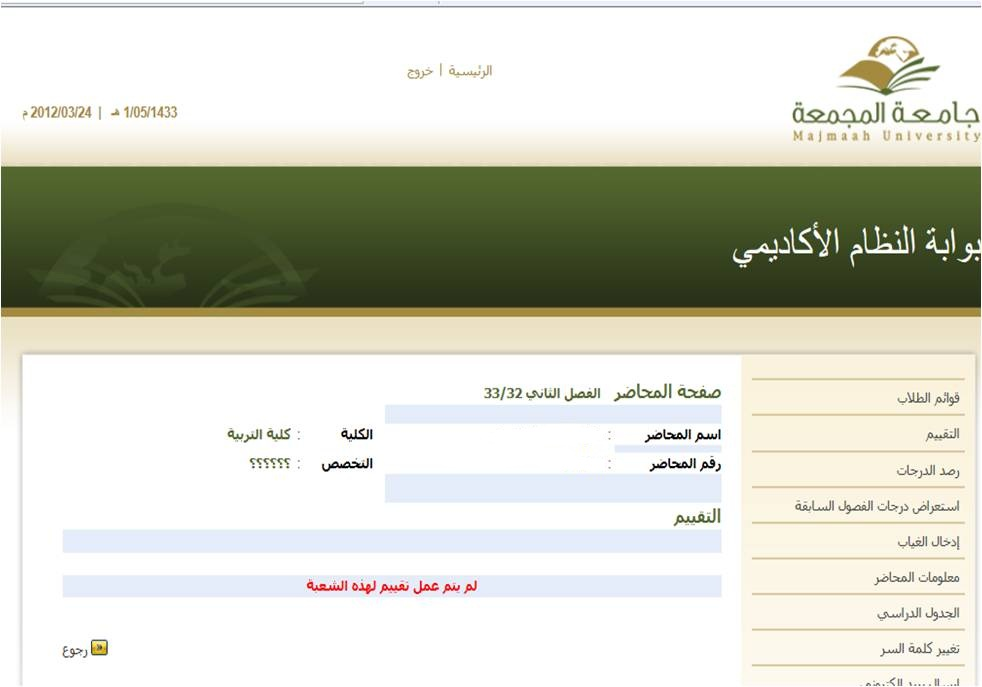 جامعة المجمعة
Majmaah University
الرئيسية | خروج
1/05/1433 هـ | 2012/03/24 م
بوابة النظام الأكاديمي
قوائم الطلاب
التقييم
رصد الدرجات
استعراض درجات الفصول السابقة
إدخال الغياب
معلومات المحاضر
الجدول الدراسي
تغيير كلمة السر
صفحة المحاضر الفصل الثاني 33/32
اسم المحاضر : الكلية : كلية التربية
رقم المحاضر : التخصص : ؟؟؟؟؟؟
التقييم
لم يتم عمل تقييم لهذه الشعبة
رجوع